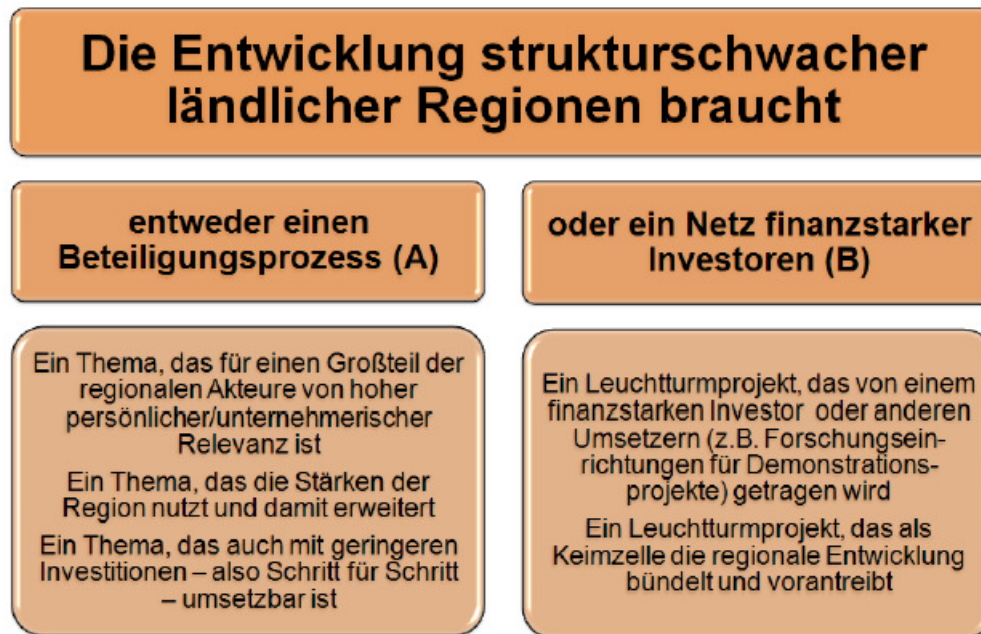 Die Entwicklung strukturschwacher
ländlicher Regionen braucht
entweder einen
Beteiligungsprozess (A)
Ein Thema, das für einen Großteil der
regionalen Akteure von hoher
persönlicher/unternehmerischer
Relevanz ist
Ein Thema, das die Stärken der
Region nutzt und damit erweitert
Ein Thema, das auch mit geringeren
Investitionen – also Schritt für Schritt
– umsetzbar ist
oder ein Netz finanzstarker
Investoren (B)
Ein Leuchtturmprojekt, das von einem
finanzstarken Investor oder anderen
Umsetzern (z.B. Forschungsein-
richtungen für Demonstrations-
projekte) getragen wird
Ein Leuchtturmprojekt, das als
Keimzelle die regionale Entwicklung
bündelt und vorantreibt